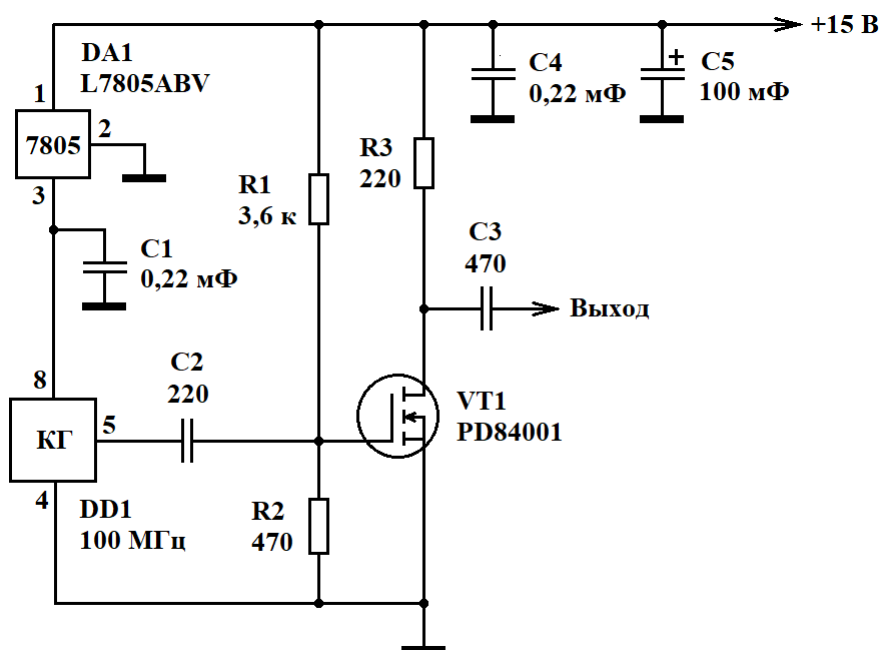 +15 В
DA1
L7805ABV
1
7805
2
3
C1
0,22 мФ
8
КГ
5
4
DD1
100 МГц
C2
220
R1
3,6 к
R2
470
R3
220
C3
470
Выход
VT1
PD84001
C4
0,22 мФ
+
C5
100 мФ